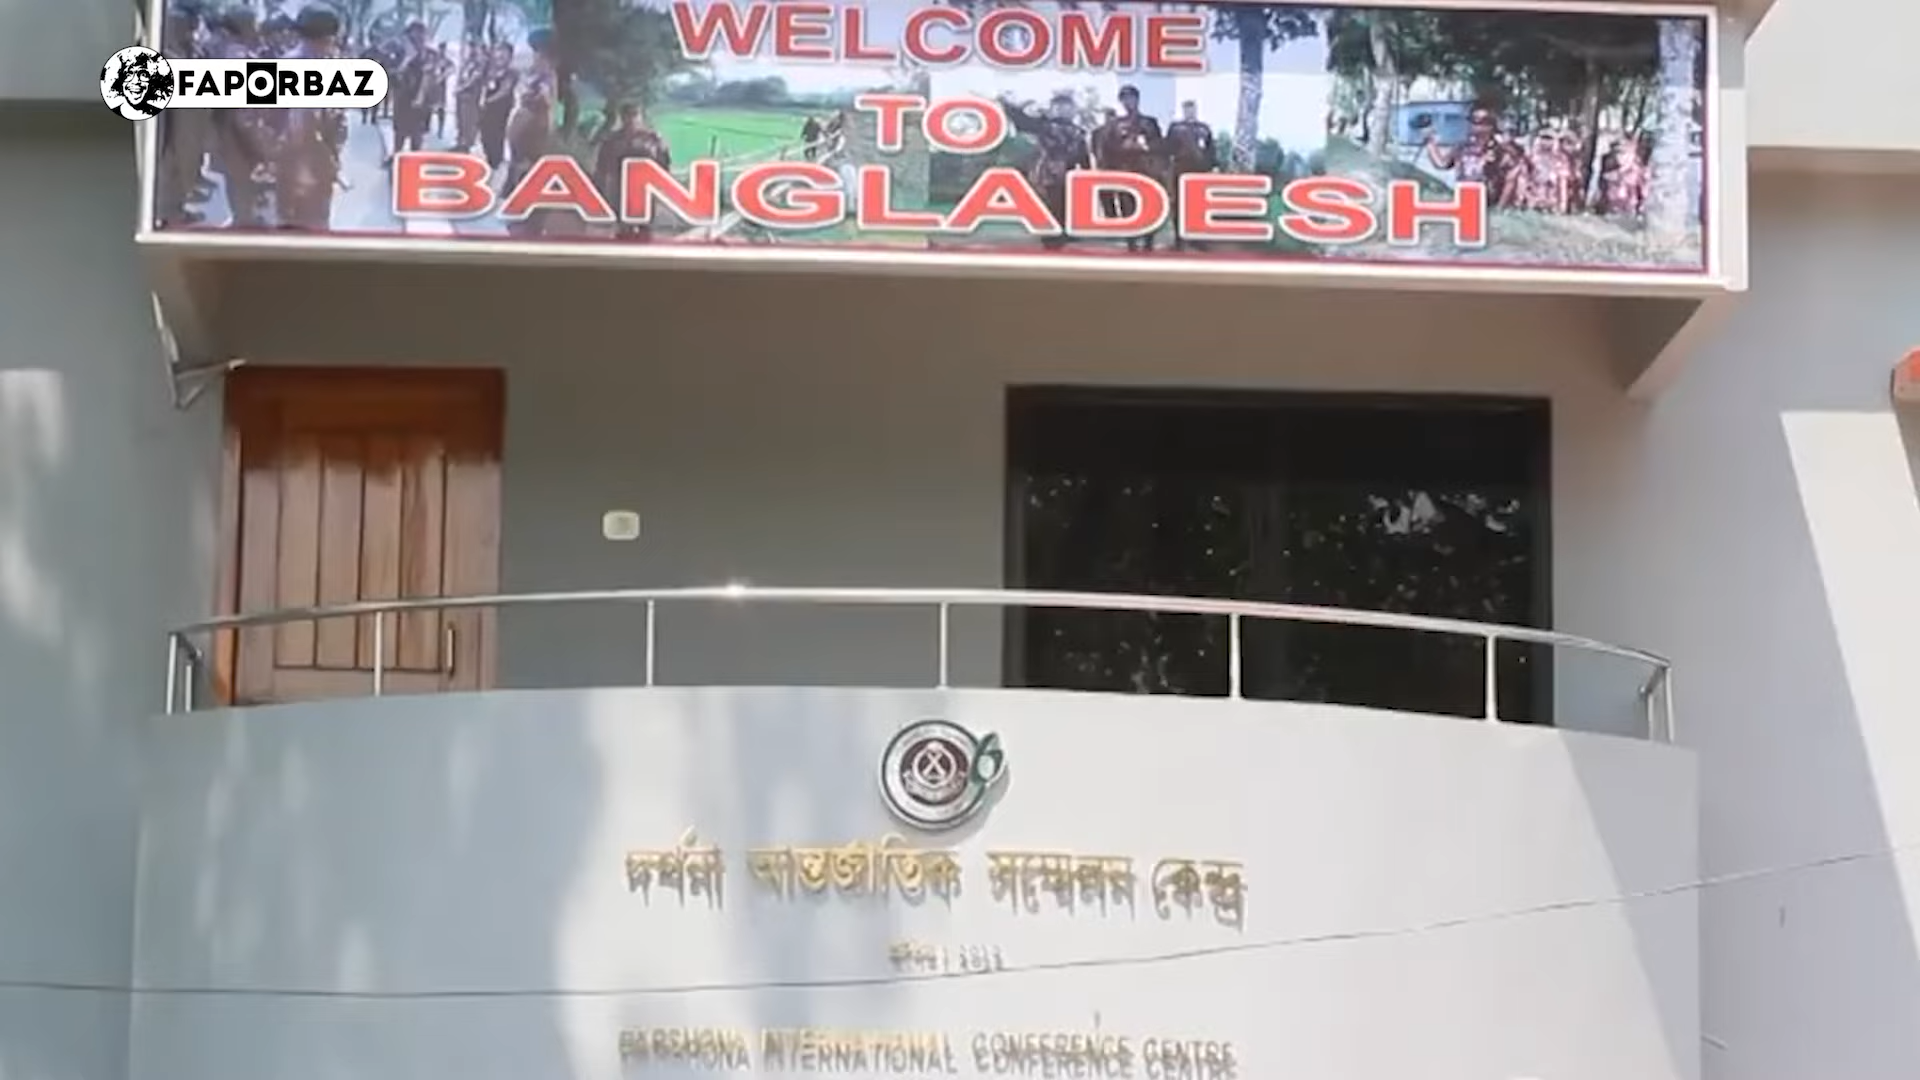 FAPORBAZ
WELCOME
TO
BANGLADESH
দর্শনা আন্তর্জাতিক সম্মেলন কেন্দ্র
DARSHONA INTERNATIONAL CONFERENCE CENTRE